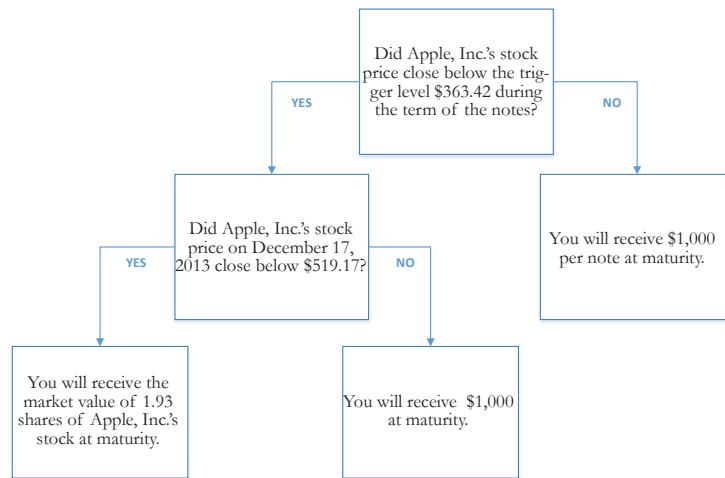 Did Apple, Inc.'s stock
price close below the trig-
ger level $363.42 during
the term of the notes?
YES
NO
Did Apple, Inc.'s stock
price on December 17,
2013 close below $519.17?
You will receive $1,000
per note at maturity.
YES
NO
You will receive the
market value of 1.93
shares of Apple, Inc.'s
stock at maturity.
You will receive $1,000
at maturity.